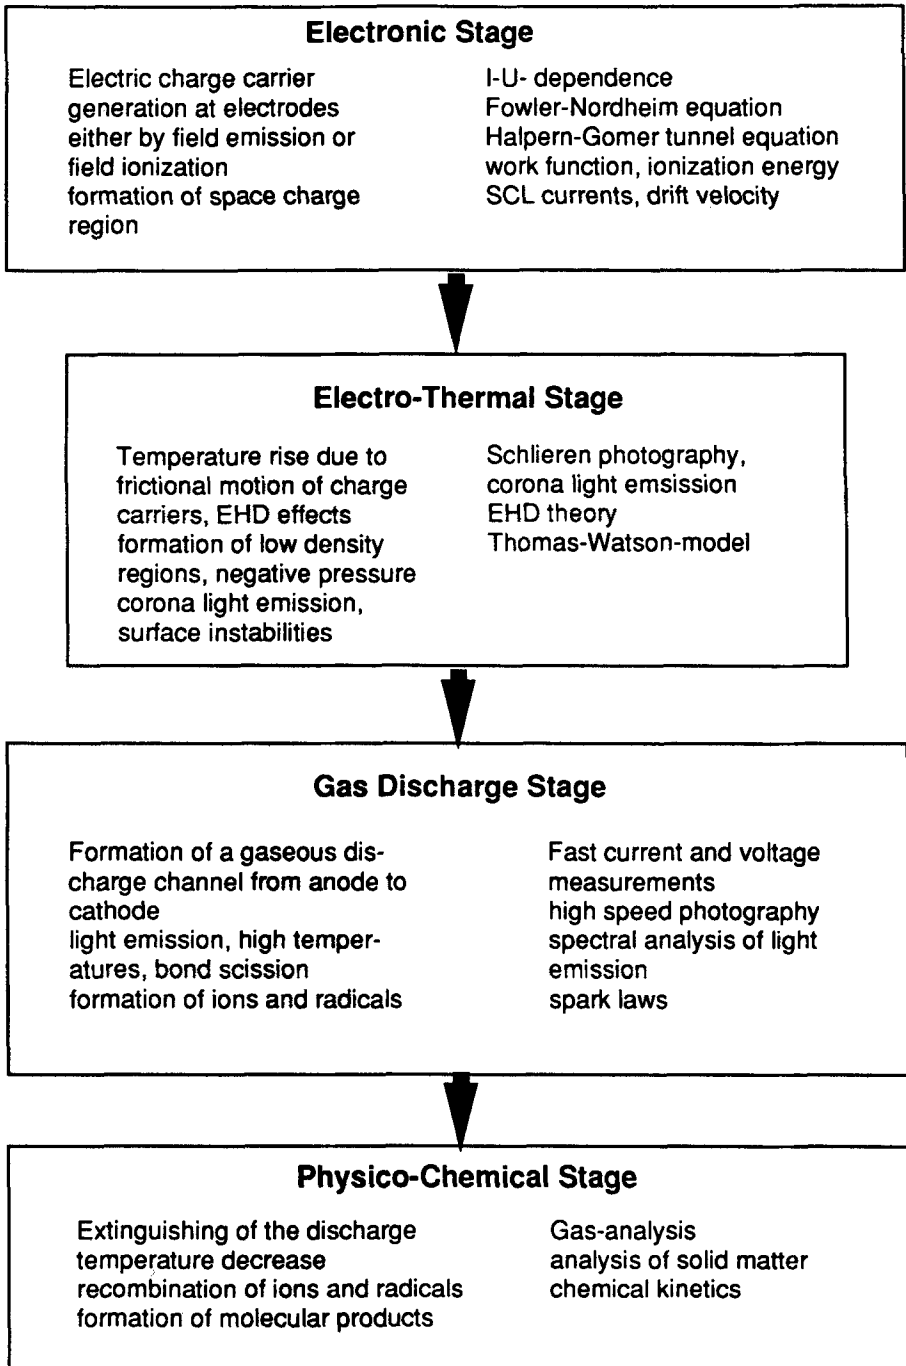 Electronic Stage
Electric charge carrier
generation at electrodes
either by field emission or
field ionization
formation of space charge
region
I-U- dependence
Fowler-Nordheim equation
Halpern-Gomer tunnel equation
work function, ionization energy
SCL currents, drift velocity
Electro-Thermal Stage
Temperature rise due to
frictional motion of charge
carriers, EHD effects
formation of low density
regions, negative pressure
corona light emission,
surface instabilities
Schlieren photography,
corona light emsission
EHD theory
Thomas-Watson-model
Gas Discharge Stage
Formation of a gaseous dis-
charge channel from anode to
cathode
light emission, high temper-
atures, bond scission
formation of ions and radicals
Fast current and voltage
measurements
high speed photography
spectral analysis of light
emission
spark laws
Physico-Chemical Stage
Extinguishing of the discharge
temperature decrease
recombination of ions and radicals
formation of molecular products
Gas-analysis
analysis of solid matter
chemical kinetics